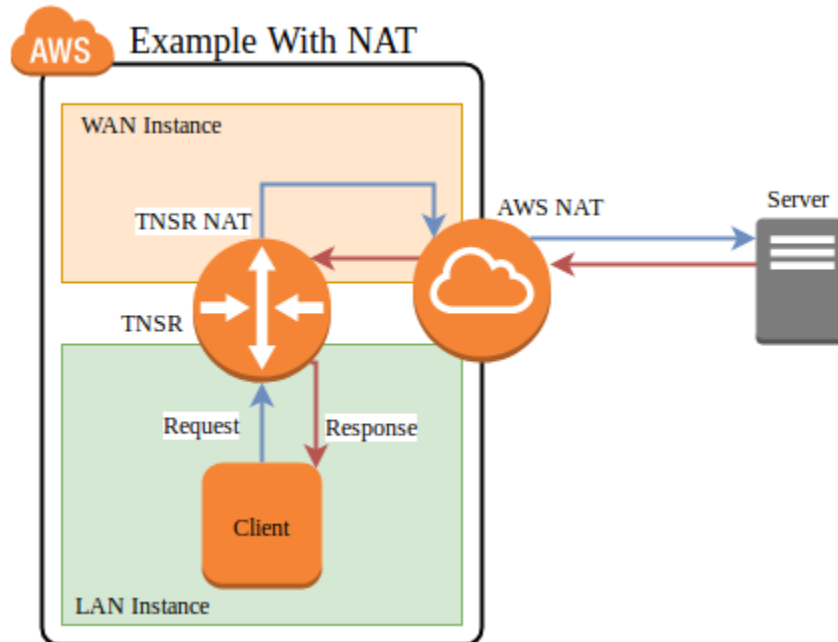 AWS
Example With NAT
WAN Instance
TNSR NAT
AWS NAT
Server
TNSR
Request
Response
Client
LAN Instance